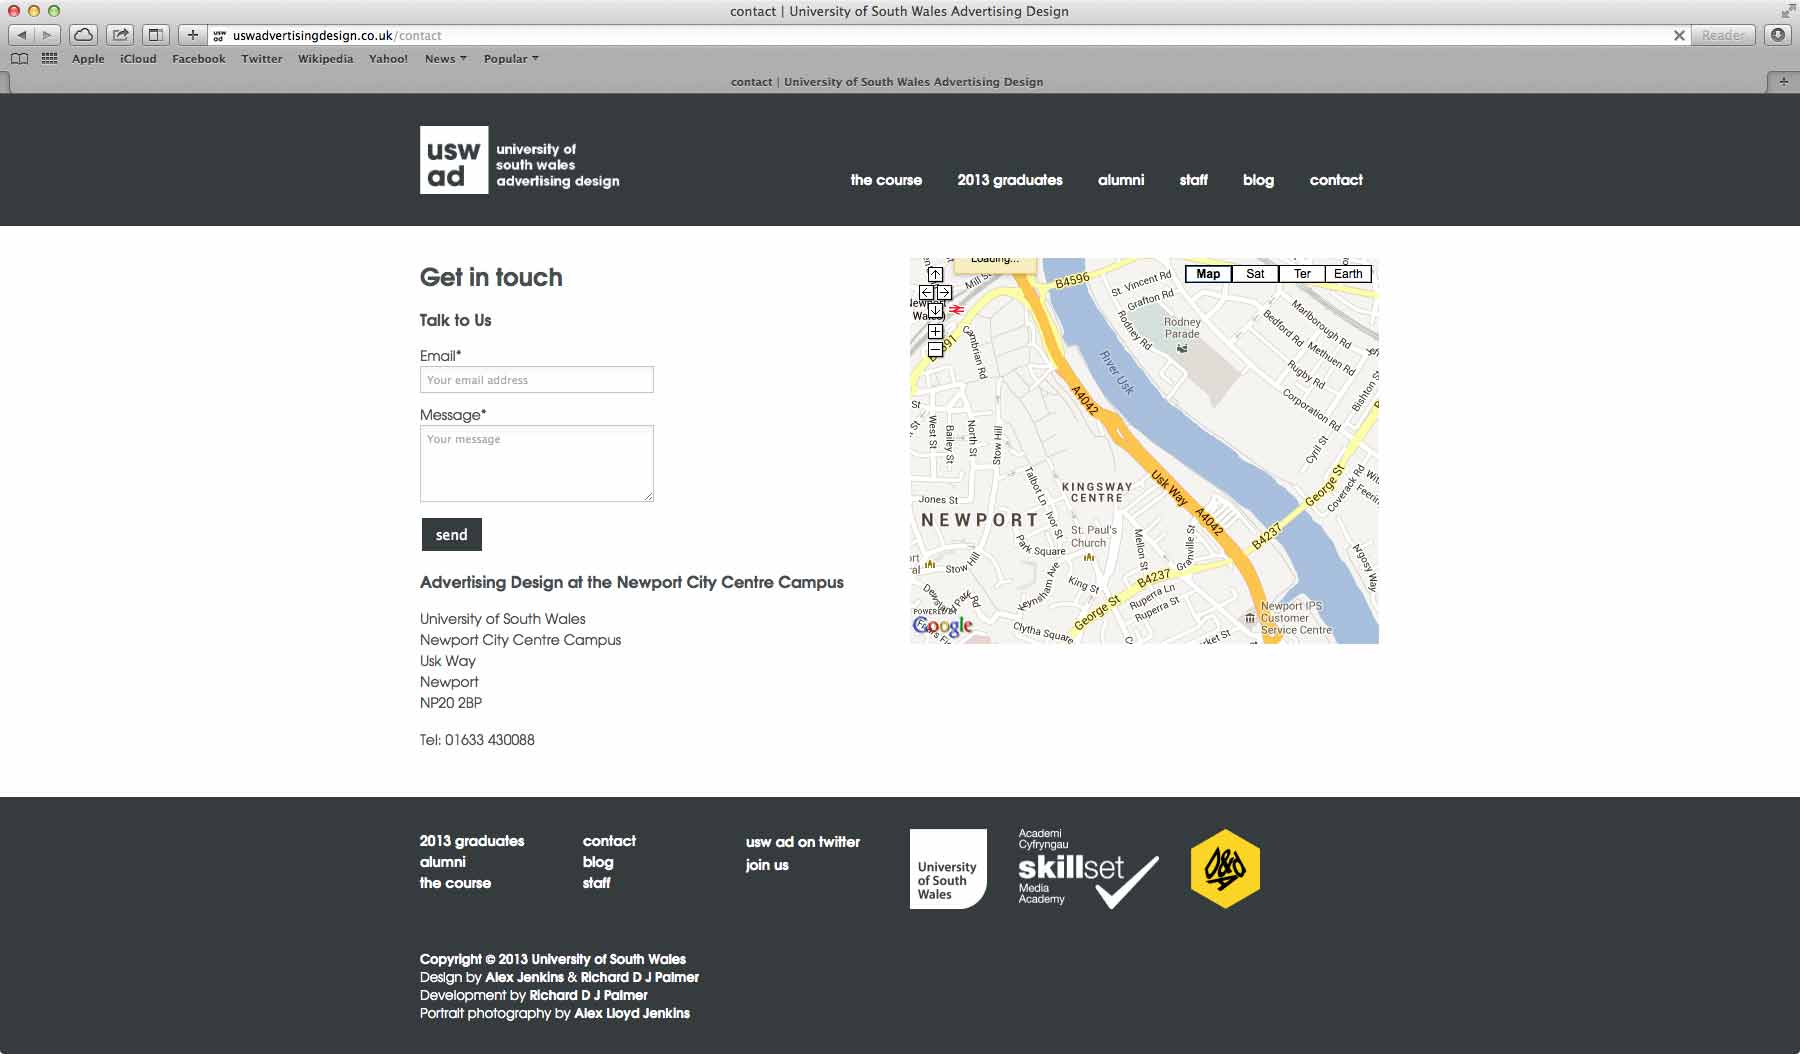 contact | University of South Wales Advertising Design
usw ad uswadvertisingdesign.co.uk/contact
Reader
Apple iCloud Facebook Twitter Wikipedia Yahoo! News Popular
contact | University of South Wales Advertising Design
usw
ad
university of
south wales
advertising design
the course 2013 graduates alumni staff blog contact
Get in touch
Talk to Us
Email*
Your email address
Message*
Your message
send
Advertising Design at the Newport City Centre Campus
University of South Wales
Newport City Centre Campus
Usk Way
Newport
NP20 2BP
Tel: 01633 430088
Loading...
Map Sat Ter Earth
B4596
St. Vincent Rd
Grafton Rd
Rodney Rd
Rodney
Parade
Marlborough Rd
Bedford Rd
Methuen Rd
Rugby Rd
Corporation Rd
Bishton
Mill St
Cambrian Rd
River Usk
A4042
St
West St
Bailey St
North St
Stow Hill
Cyril St
George St
Coverack Rd
Talbot Ln
KINGSWAY
CENTRE
Usk Way
A4042
Jones St
NEWPORT
Ivor St
St. Paul's
Church
Park Square
Mellon St
Granville St
B4237
Argosy Way
Stow Hill
Keynsham Ave
King St
B4237
Ruperra Ln
Ruperra St
George St
Clytha Square
Newport IPS
Customer
Service Centre
POWERED BY
Google
2013 graduates
alumni
the course
contact
blog
staff
usw ad on twitter
join us
University
of South
Wales
Academi
Cyfryngau
skillset
Media
Academy
D&AD
Copyright © 2013 University of South Wales
Design by Alex Jenkins & Richard D J Palmer
Development by Richard D J Palmer
Portrait photography by Alex Lloyd Jenkins